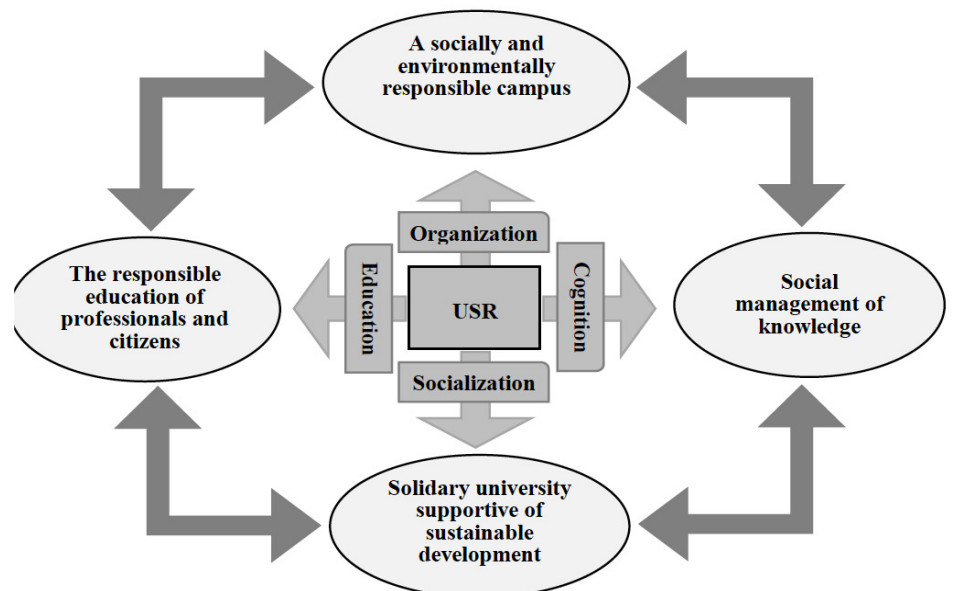 A socially and
environmentally
responsible campus
Organization
The responsible
education of
professionals and
citizens
Education
USR
Cognition
Social
management of
knowledge
Socialization
Solidary university
supportive of
sustainable
development